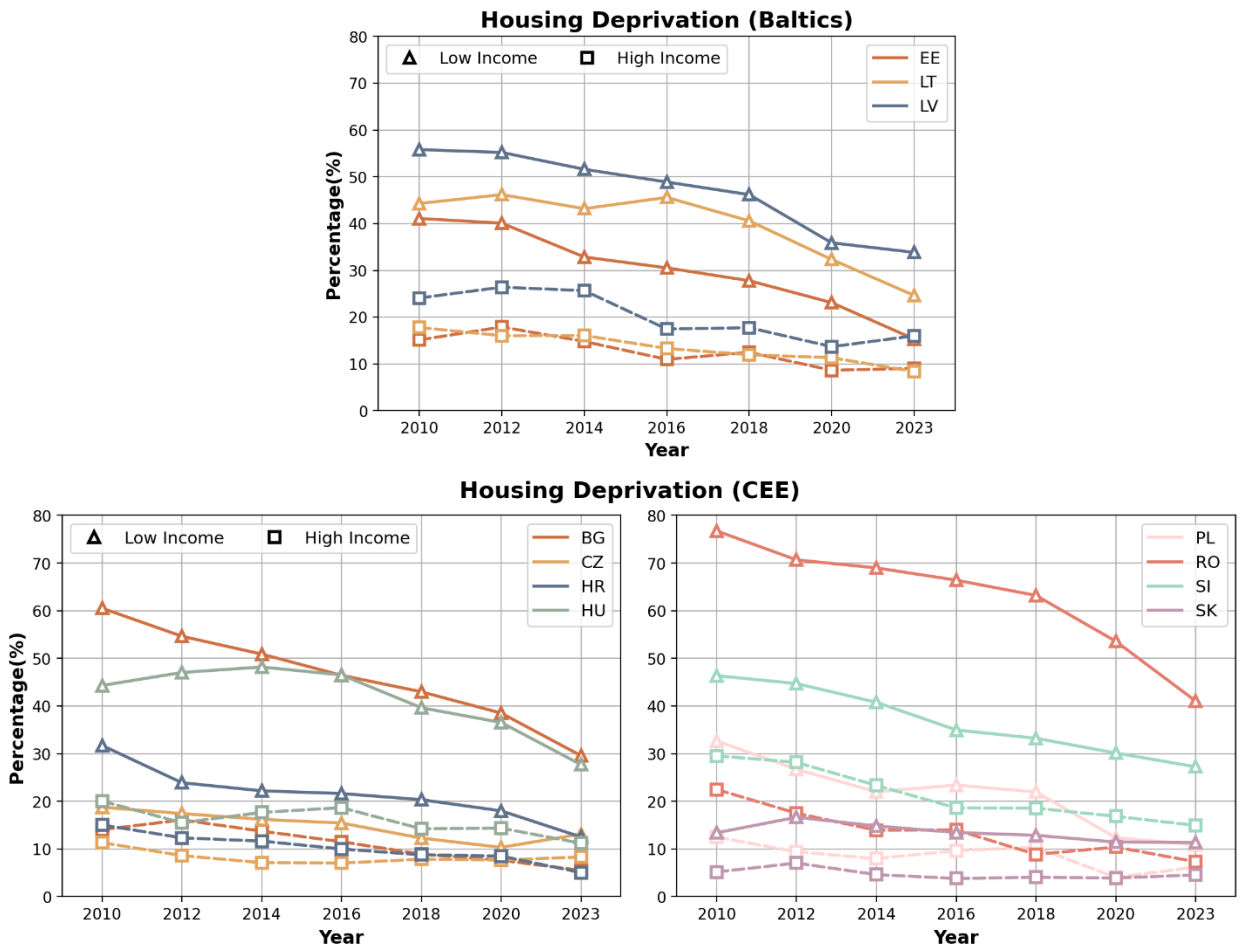 Housing Deprivation (Baltics)
80
70
60
50
40
30
20
10
0
Percentage(%)
Low Income High Income
EE
LT
LV
2010 2012 2014 2016 2018 2020 2023
Year
Housing Deprivation (CEE)
80
70
60
50
40
30
20
10
0
Percentage(%)
Low Income High Income
BG
CZ
HR
HU
2010 2012 2014 2016 2018 2020 2023
Year
80
70
60
50
40
30
20
10
0
PL
RO
SI
SK
2010 2012 2014 2016 2018 2020 2023
Year